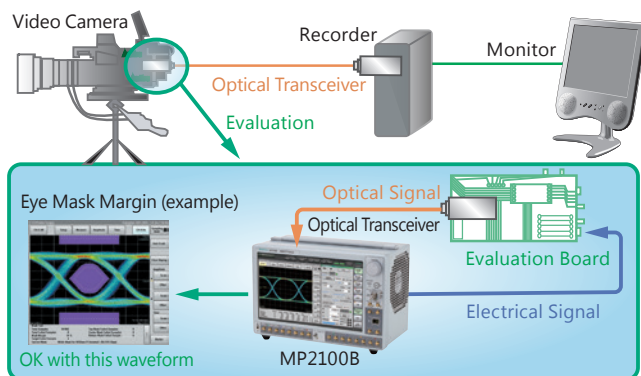 Video Camera
Recorder
Monitor
Optical Transceiver
Evaluation
Eye Mask Margin (example)
Optical Signal
Optical Transceiver
Evaluation Board
Electrical Signal
OK with this waveform
MP2100B